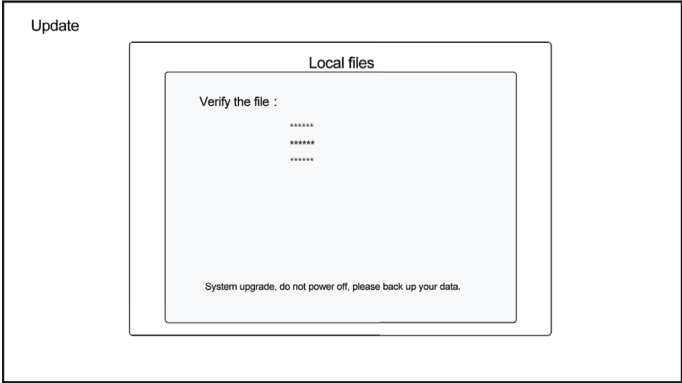 Update
Local files
Verify the file :
******
******
******
System upgrade, do not power off, please back up your data.